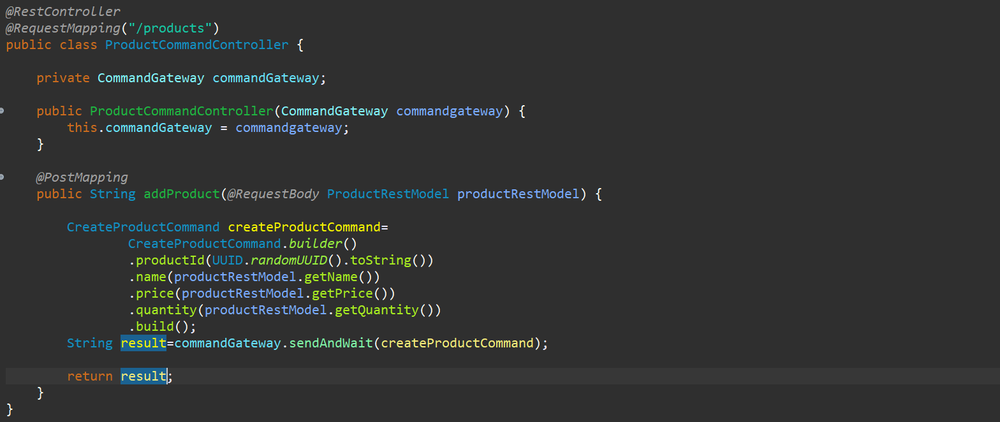 @RestController
@RequestMapping("/products")
public class ProductCommandController {
private CommandGateway commandGateway;
public ProductCommandController(CommandGateway commandgateway) {
this.commandGateway = commandgateway;
}
@PostMapping
public String addProduct(@RequestBody ProductRestModel productRestModel) {
CreateProductCommand createProductCommand=
CreateProductCommand.builder()
.productId(UUID.randomUUID().toString())
.name(productRestModel.getName())
.price(productRestModel.getPrice())
.quantity(productRestModel.getQuantity())
.build();
String result=commandGateway.sendAndWait(createProductCommand);
return result;
}
}